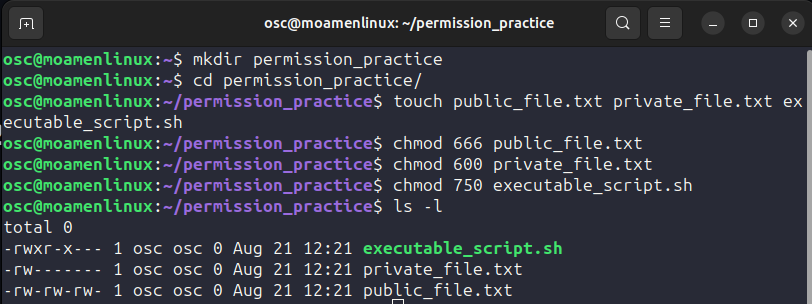 osc@moamenlinux: ~/permission_practice
osc@moamenlinux:~$ mkdir permission_practice
osc@moamenlinux:~$ cd permission_practice/
osc@moamenlinux:~/permission_practice$ touch public_file.txt private_file.txt ex
ecutable_script.sh
osc@moamenlinux:~/permission_practice$ chmod 666 public_file.txt
osc@moamenlinux:~/permission_practice$ chmod 600 private_file.txt
osc@moamenlinux:~/permission_practice$ chmod 750 executable_script.sh
osc@moamenlinux:~/permission_practice$ ls -l
total 0
-rwxr-x--- 1 osc osc 0 Aug 21 12:21 executable_script.sh
-rw------- 1 osc osc 0 Aug 21 12:21 private_file.txt
-rw-rw-rw- 1 osc osc 0 Aug 21 12:21 public_file.txt